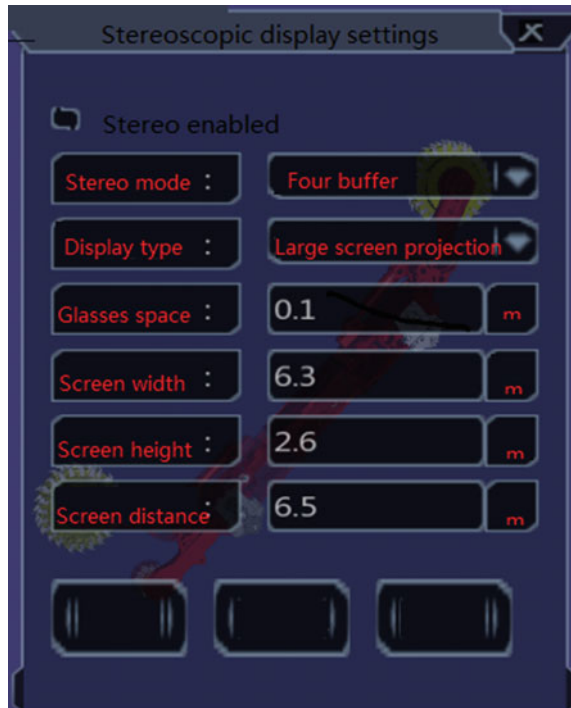 Stereoscopic display settings X
Stereo enabled
Stereo mode : Four buffer
Display type : Large screen projection
Glasses space : 0.1 m
Screen width : 6.3 m
Screen height : 2.6 m
Screen distance : 6.5 m